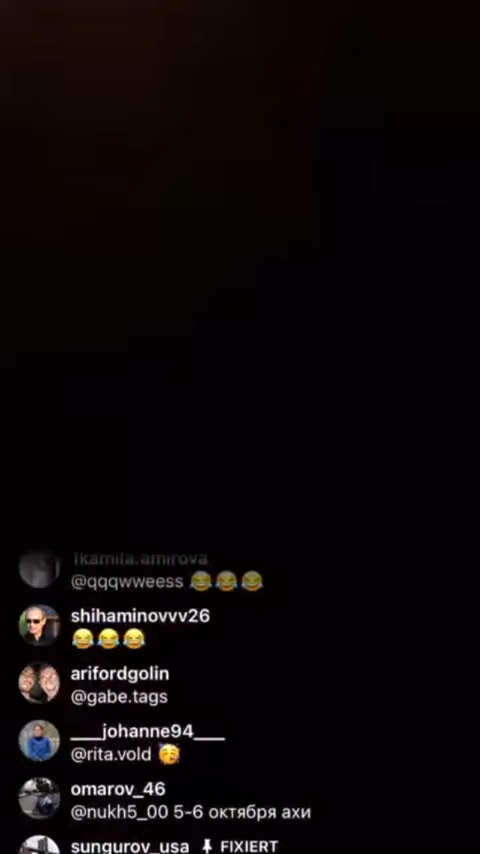 1kamila.amirova
@qqqwweess 😂😂😂
shihaminovvv26
😂😂😂
arifordgolin
@gabe.tags
___johanne94___
@rita.vold 🥳
omarov_46
@nukh5_00 5-6 октября ахи
sungurov_usa 📌 FIXIERT